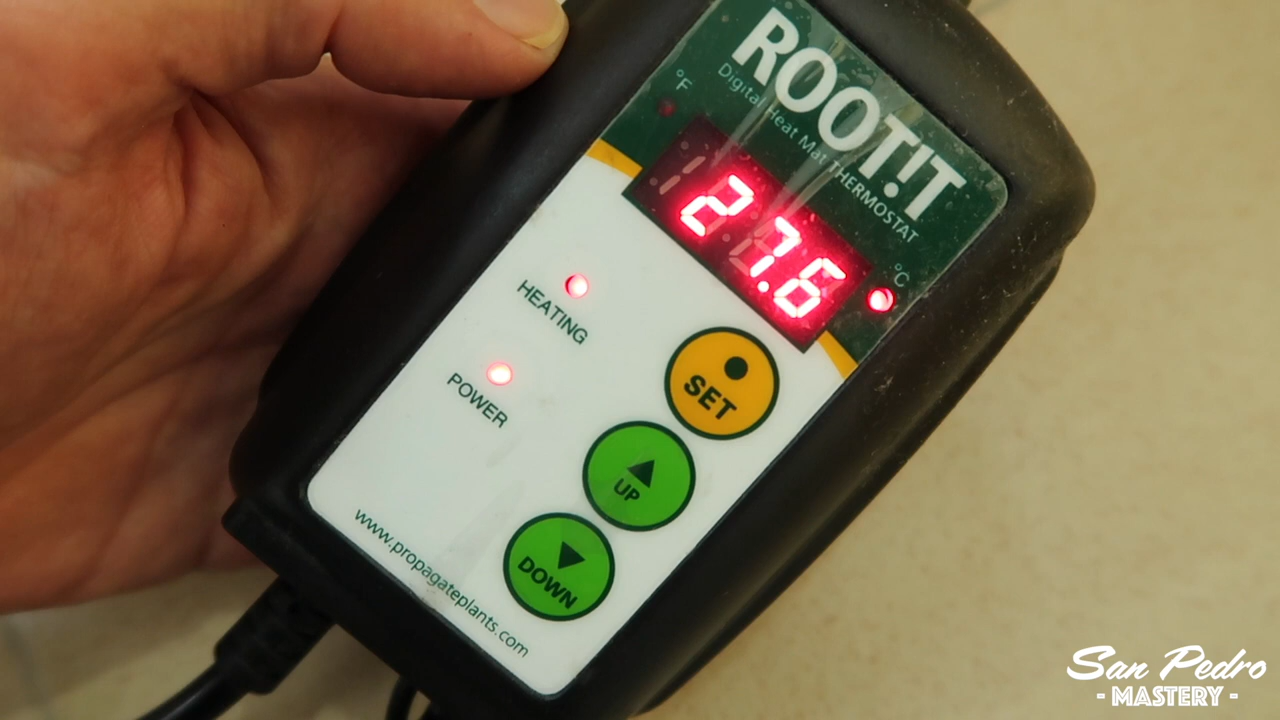 ROOT!T
Digital Heat Mat THERMOSTAT
°F
27.6
°C
HEATING
POWER
SET
UP
DOWN
www.propagateplants.com
San Pedro
- MASTERY -